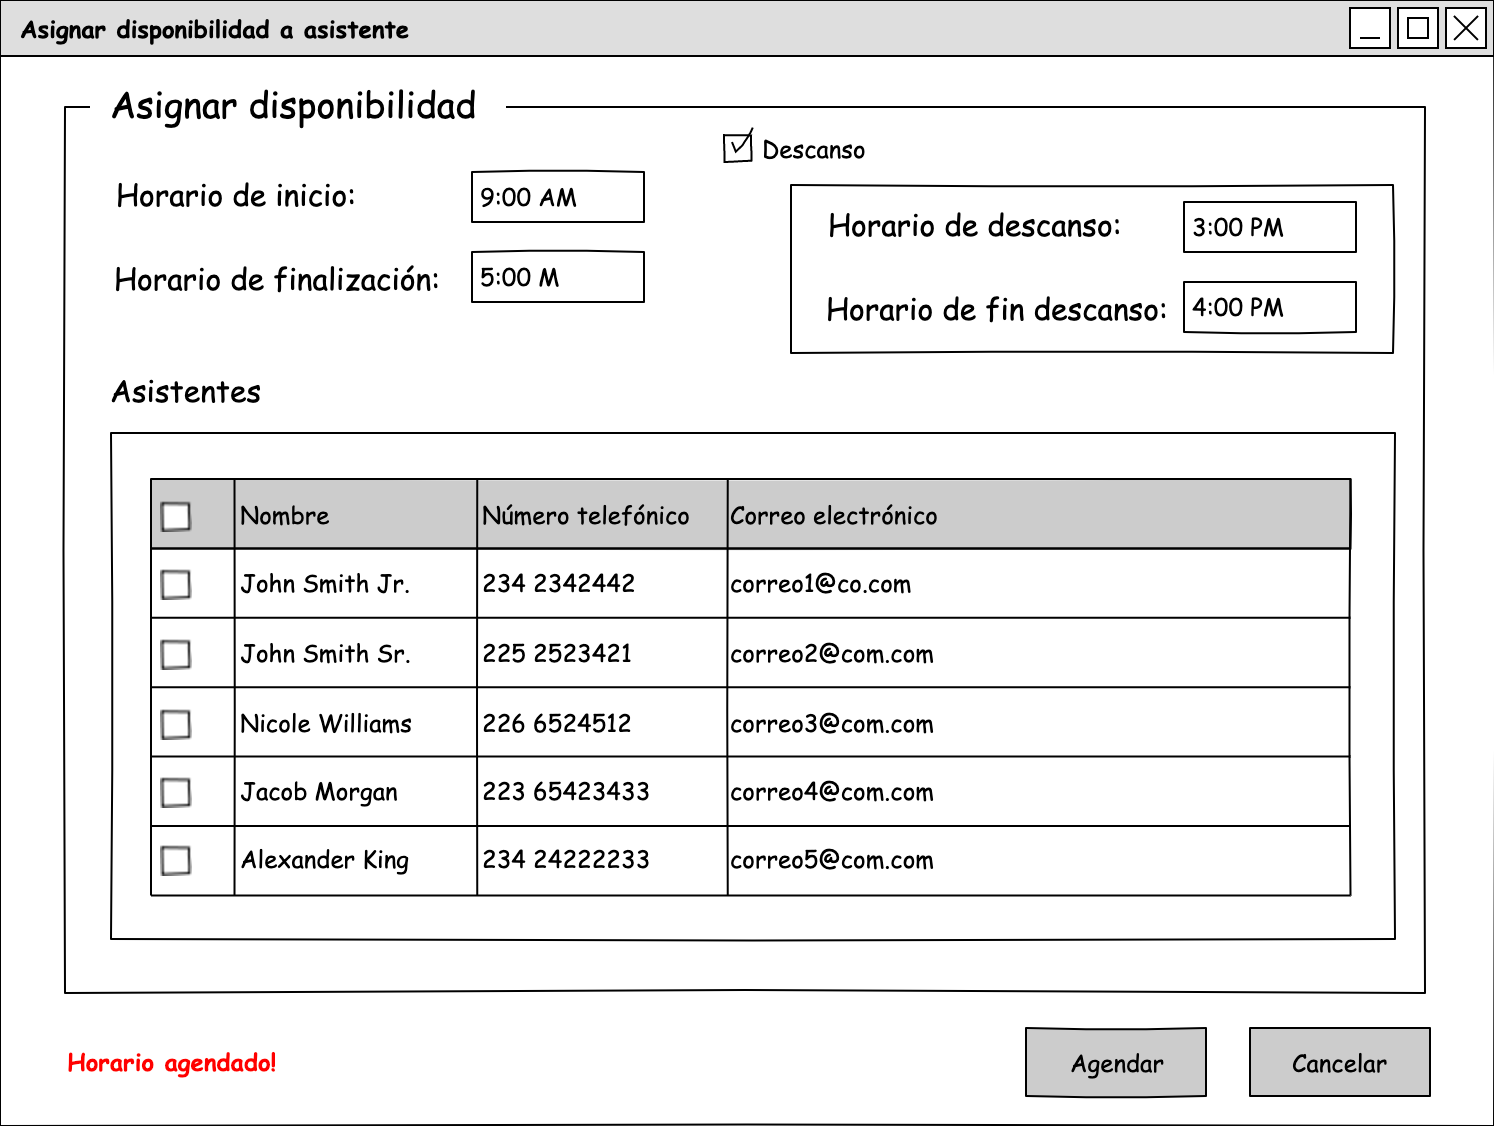 Asignar disponibilidad a asistente
Asignar disponibilidad
Descanso
Horario de inicio: 9:00 AM
Horario de finalización: 5:00 M
Horario de descanso: 3:00 PM
Horario de fin descanso: 4:00 PM
Asistentes
Nombre Número telefónico Correo electrónico
John Smith Jr. 234 2342442 correo1@co.com
John Smith Sr. 225 2523421 correo2@com.com
Nicole Williams 226 6524512 correo3@com.com
Jacob Morgan 223 65423433 correo4@com.com
Alexander King 234 24222233 correo5@com.com
Horario agendado!
Agendar Cancelar